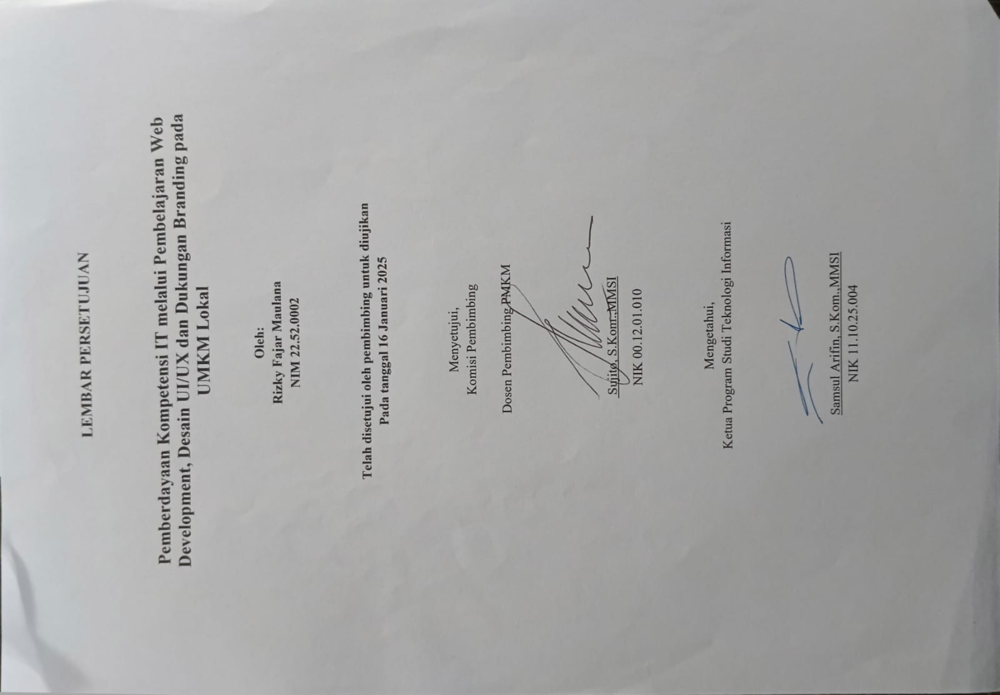 LEMBAR PERSETUJUAN
Pemberdayaan Kompetensi IT melalui Pembelajaran Web
Development, Desain UI/UX dan Dukungan Branding pada
UMKM Lokal
Oleh:
Rizky Fajar Maulana
NIM 22.52.0002
Telah disetujui oleh pembimbing untuk diujikan
Pada tanggal 16 Januari 2025
Menyetujui,
Komisi Pembimbing
Dosen Pembimbing PMKM
Sujito, S.Kom.,MMSI
NIK 00.12.01.010
Mengetahui,
Ketua Program Studi Teknologi Informasi
Samsul Arifin, S.Kom.,MMSI
NIK 11.10.25.004